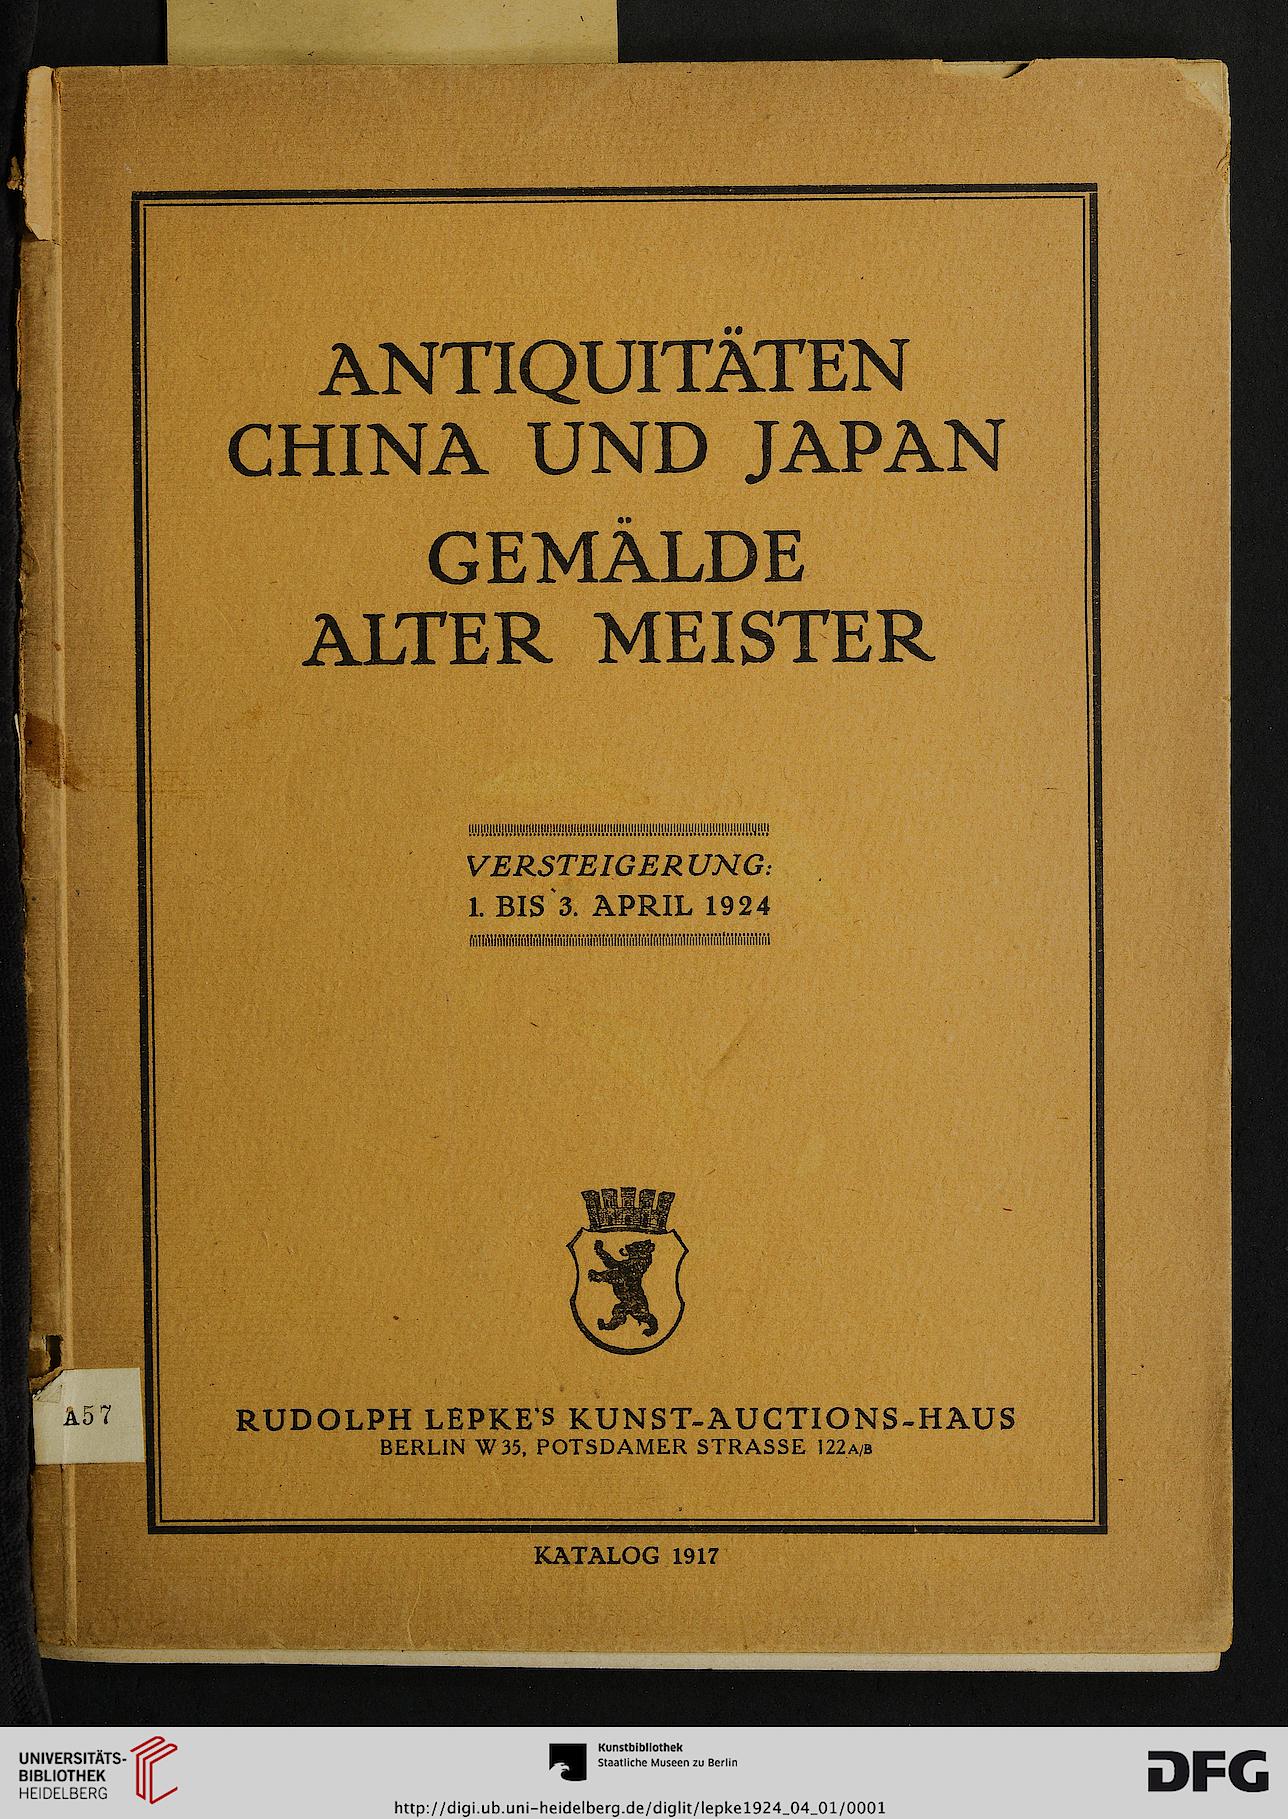 ANTIQUITÄTEN
CHINA UND JAPAN
GEMÄLDE
ALTER MEISTER
VERSTEIGERUNG:
1. BIS 3. APRIL 1924
A57
RUDOLPH LEPKE'S KUNST-AUCTIONS-HAUS
BERLIN W 35, POTSDAMER STRASSE 122 A/B
KATALOG 1917
UNIVERSITÄTS-
BIBLIOTHEK
HEIDELBERG
Kunstbibliothek
Staatliche Museen zu Berlin
DFG
http://digi.ub.uni-heidelberg.de/diglit/lepke1924_04_01/0001